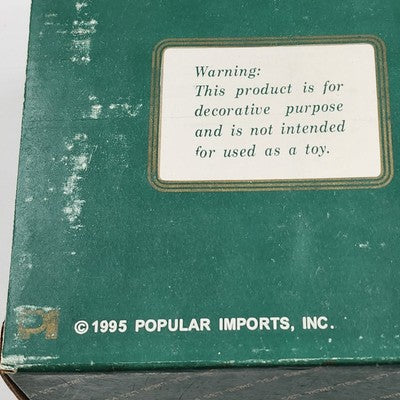 Warning:
This product is for
decorative purpose
and is not intended
for used as a toy.
© 1995 POPULAR IMPORTS, INC.